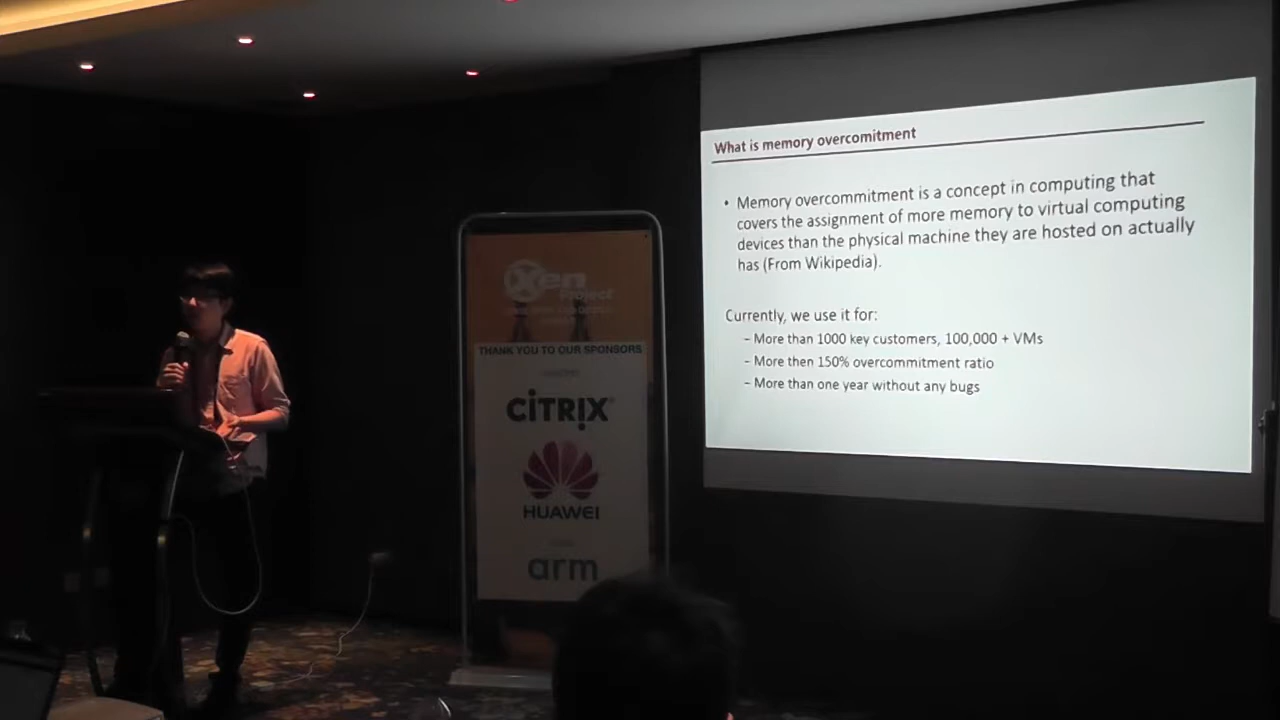 What is memory overcomitment
• Memory overcommitment is a concept in computing that
covers the assignment of more memory to virtual computing
devices than the physical machine they are hosted on actually
has (From Wikipedia).
Currently, we use it for:
– More than 1000 key customers, 100,000 + VMs
– More then 150% overcommitment ratio
– More than one year without any bugs
Xen
Project
THANK YOU TO OUR SPONSORS
CITRIX
HUAWEI
arm